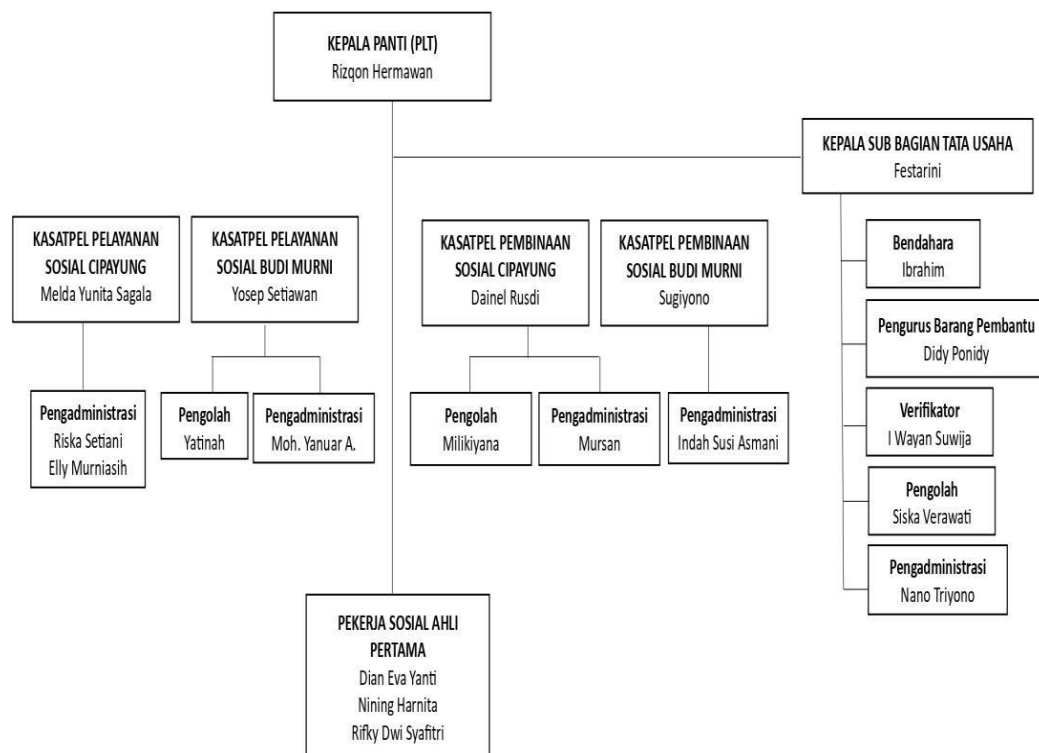 KEPALA PANTI (PLT)
Rizqon Hermawan
KEPALA SUB BAGIAN TATA USAHA
Festarini
KASATPEL PELAYANAN
SOSIAL CIPAYUNG
Melda Yunita Sagala
KASATPEL PELAYANAN
SOSIAL BUDI MURNI
Yosep Setiawan
KASATPEL PEMBINAAN
SOSIAL CIPAYUNG
Dainel Rusdi
KASATPEL PEMBINAAN
SOSIAL BUDI MURNI
Sugiyono
Pengadministrasi
Riska Setiani
Elly Murniasih
Pengolah
Yatinah
Pengadministrasi
Moh. Yanuar A.
Pengolah
Milikiyana
Pengadministrasi
Mursan
Pengadministrasi
Indah Susi Asmani
Bendahara
Ibrahim
Pengurus Barang Pembantu
Didy Ponidy
Verifikator
I Wayan Suwija
Pengolah
Siska Verawati
Pengadministrasi
Nano Triyono
PEKERJA SOSIAL AHLI
PERTAMA
Dian Eva Yanti
Nining Harnita
Rifky Dwi Syafitri